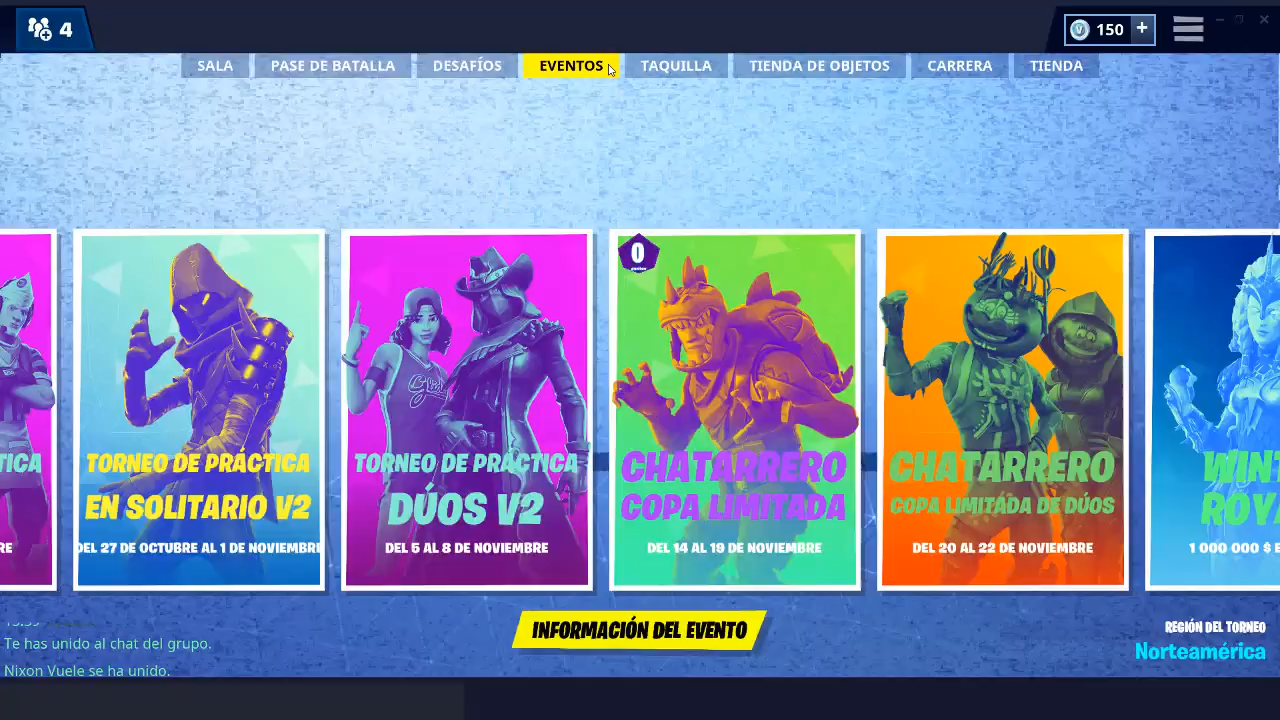 4
150
SALA
PASE DE BATALLA
DESAFÍOS
EVENTOS
TAQUILLA
TIENDA DE OBJETOS
CARRERA
TIENDA
TICA
RE
TORNEO DE PRÁCTICA
EN SOLITARIO V2
DEL 27 DE OCTUBRE AL 1 DE NOVIEMBRE
TORNEO DE PRÁCTICA
DÚOS V2
DEL 5 AL 8 DE NOVIEMBRE
0
CHATARRERO
COPA LIMITADA
DEL 14 AL 19 DE NOVIEMBRE
CHATARRERO
COPA LIMITADA DE DÚOS
DEL 20 AL 22 DE NOVIEMBRE
WINT
ROYA
1 000 000 $ E
INFORMACIÓN DEL EVENTO
Te has unido al chat del grupo.
Nixon Vuele se ha unido.
REGIÓN DEL TORNEO
Norteamérica